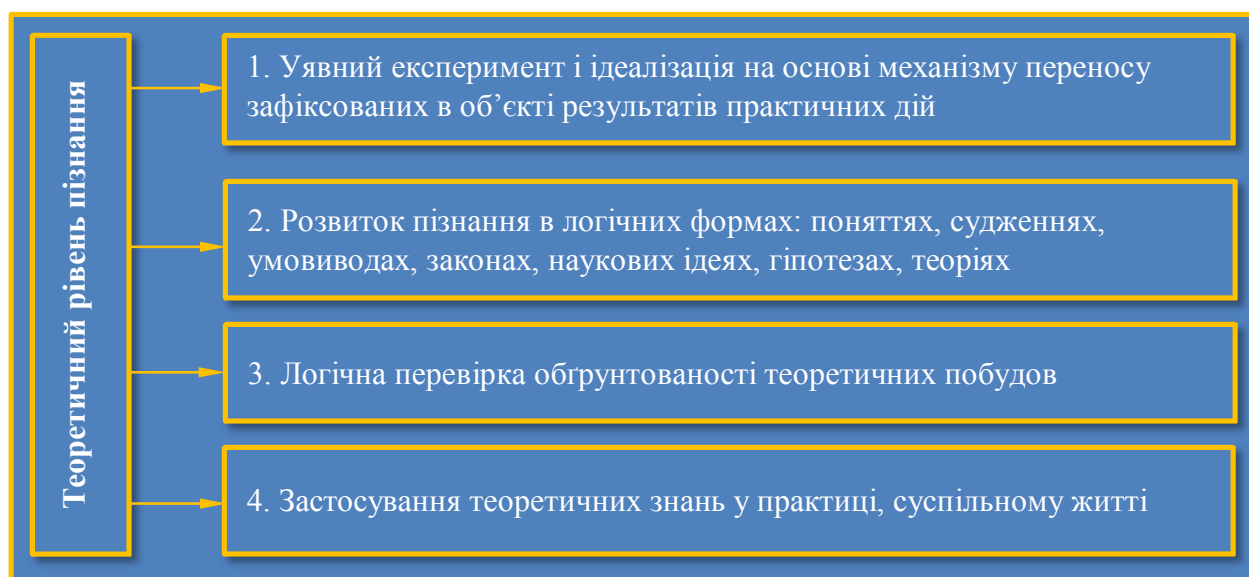 Теоретичний рівень пізнання
1. Уявний експеримент і ідеалізація на основі механізму переносу
зафіксованих в об’єкті результатів практичних дій
2. Розвиток пізнання в логічних формах: поняттях, судженнях,
умовиводах, законах, наукових ідеях, гіпотезах, теоріях
3. Логічна перевірка обґрунтованості теоретичних побудов
4. Застосування теоретичних знань у практиці, суспільному житті